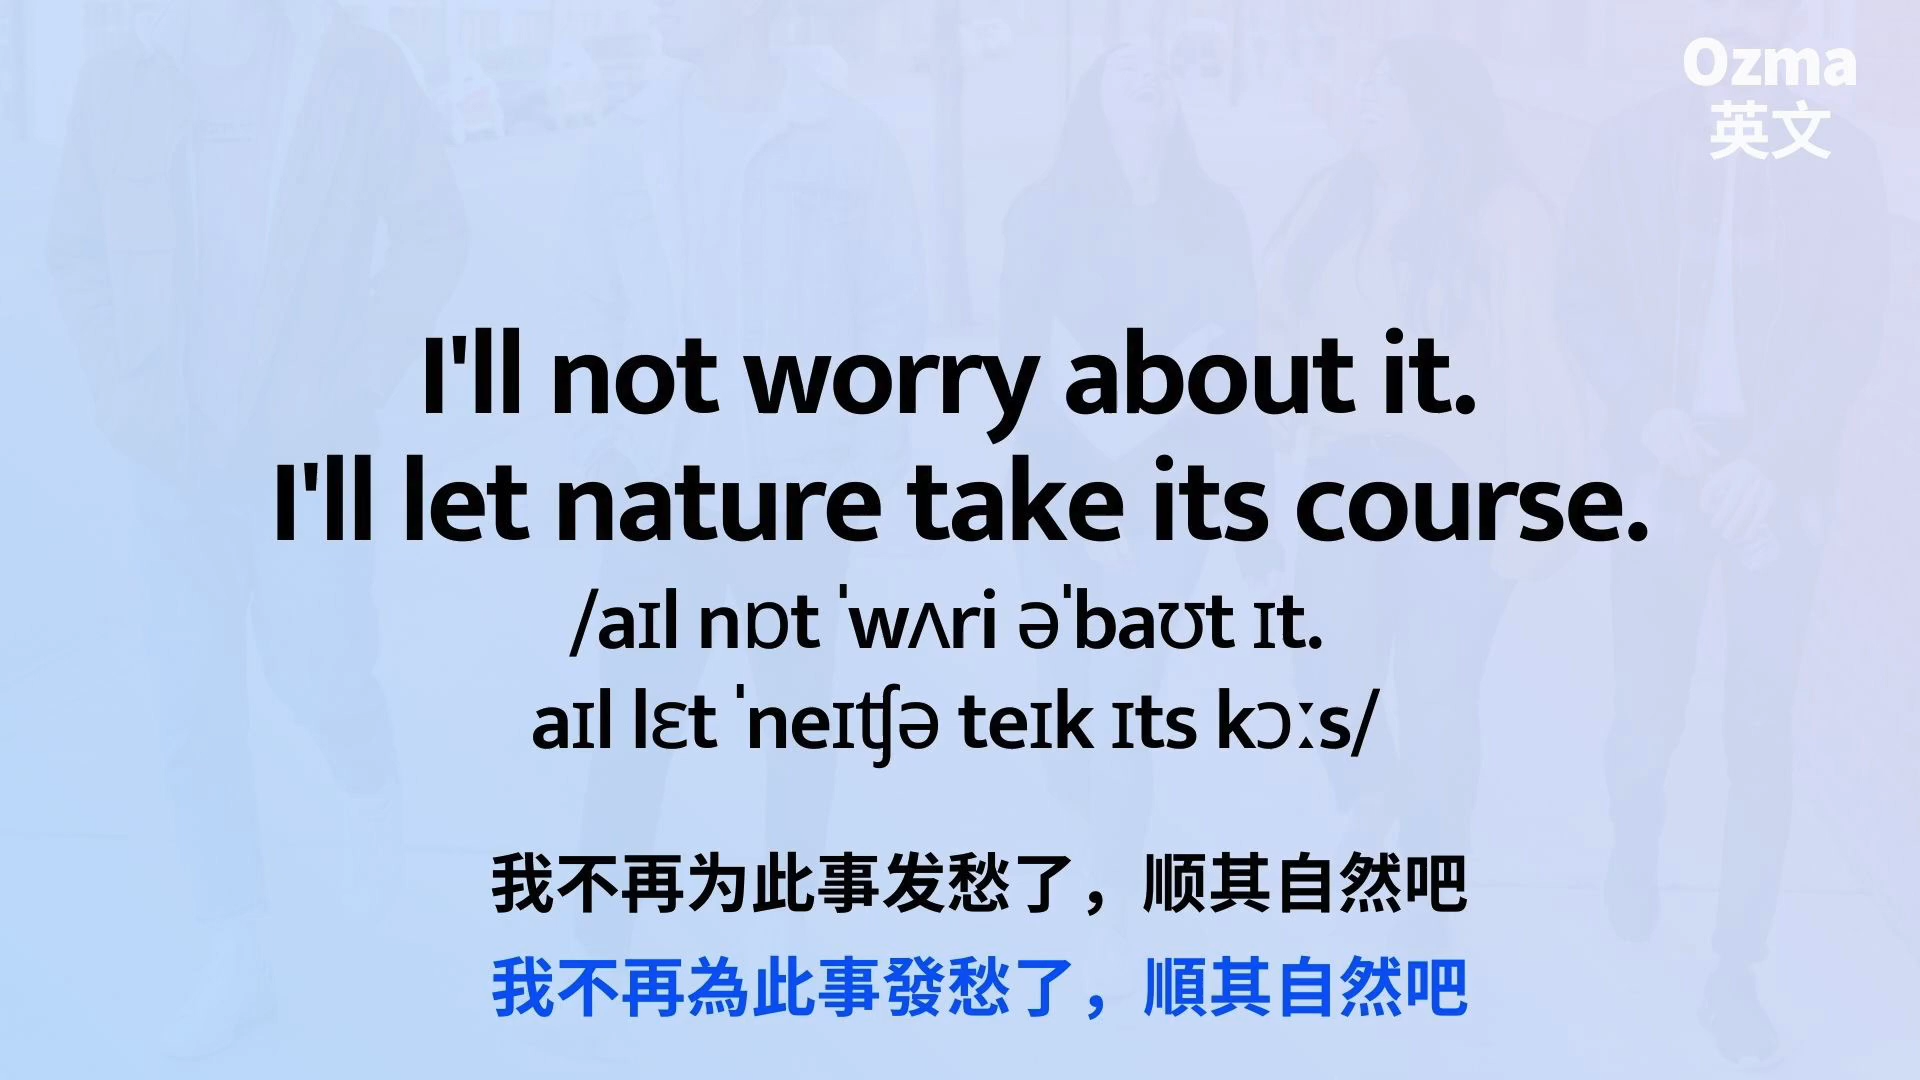 Ozma
英文
I'll not worry about it.
I'll let nature take its course.
/aɪl nɒt ˈwʌri əˈbaʊt ɪt.
aɪl lɛt ˈneɪʧə teɪk ɪts kɔːs/
我不再为此事发愁了，顺其自然吧
我不再為此事發愁了，順其自然吧